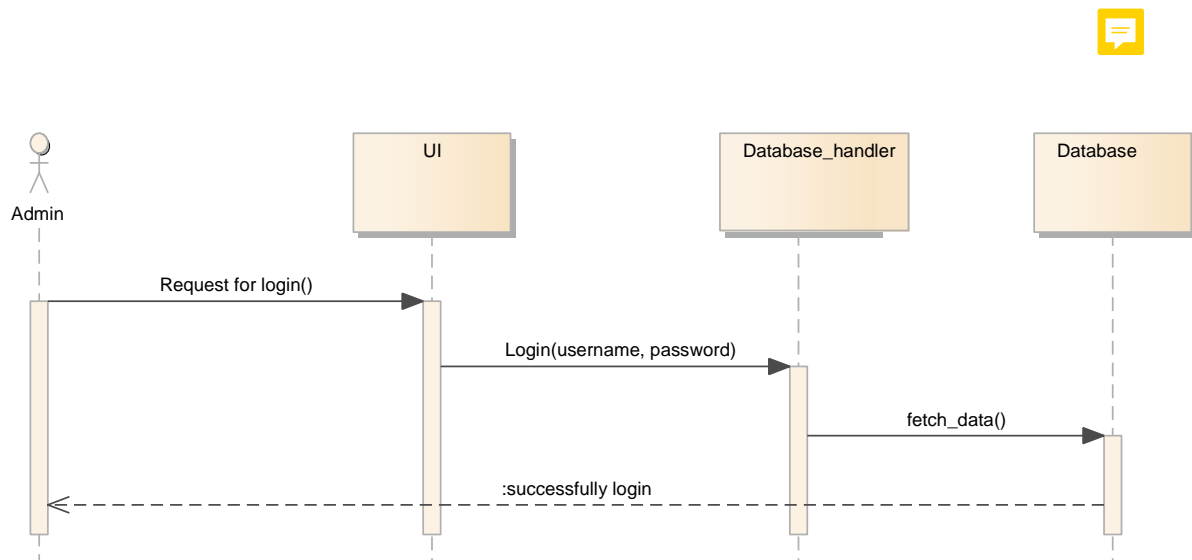 UI
Database_handler
Database
Admin
Request for login()
Login(username, password)
fetch_data()
:successfully login